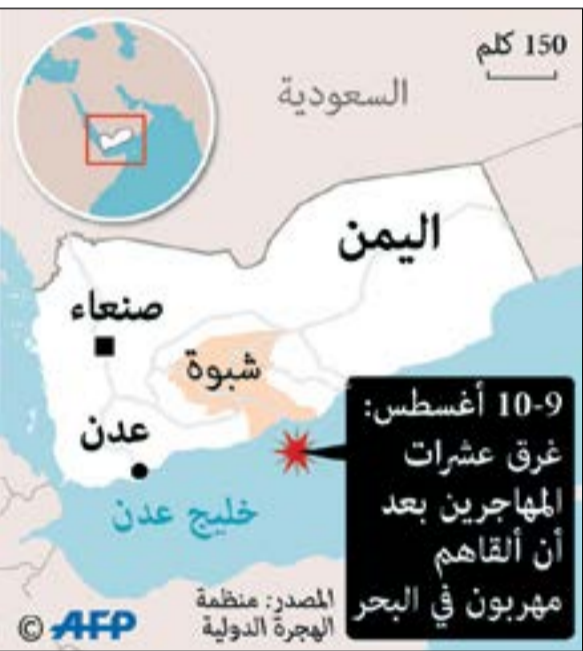 150 كلم
السعودية
اليمن
صنعاء
شبوة
عدن
خليج عدن
9-10 أغسطس:
غرق عشرات
المهاجرين بعد
أن ألقاهم
مهربون في البحر
المصدر: منظمة
الهجرة الدولية
© AFP